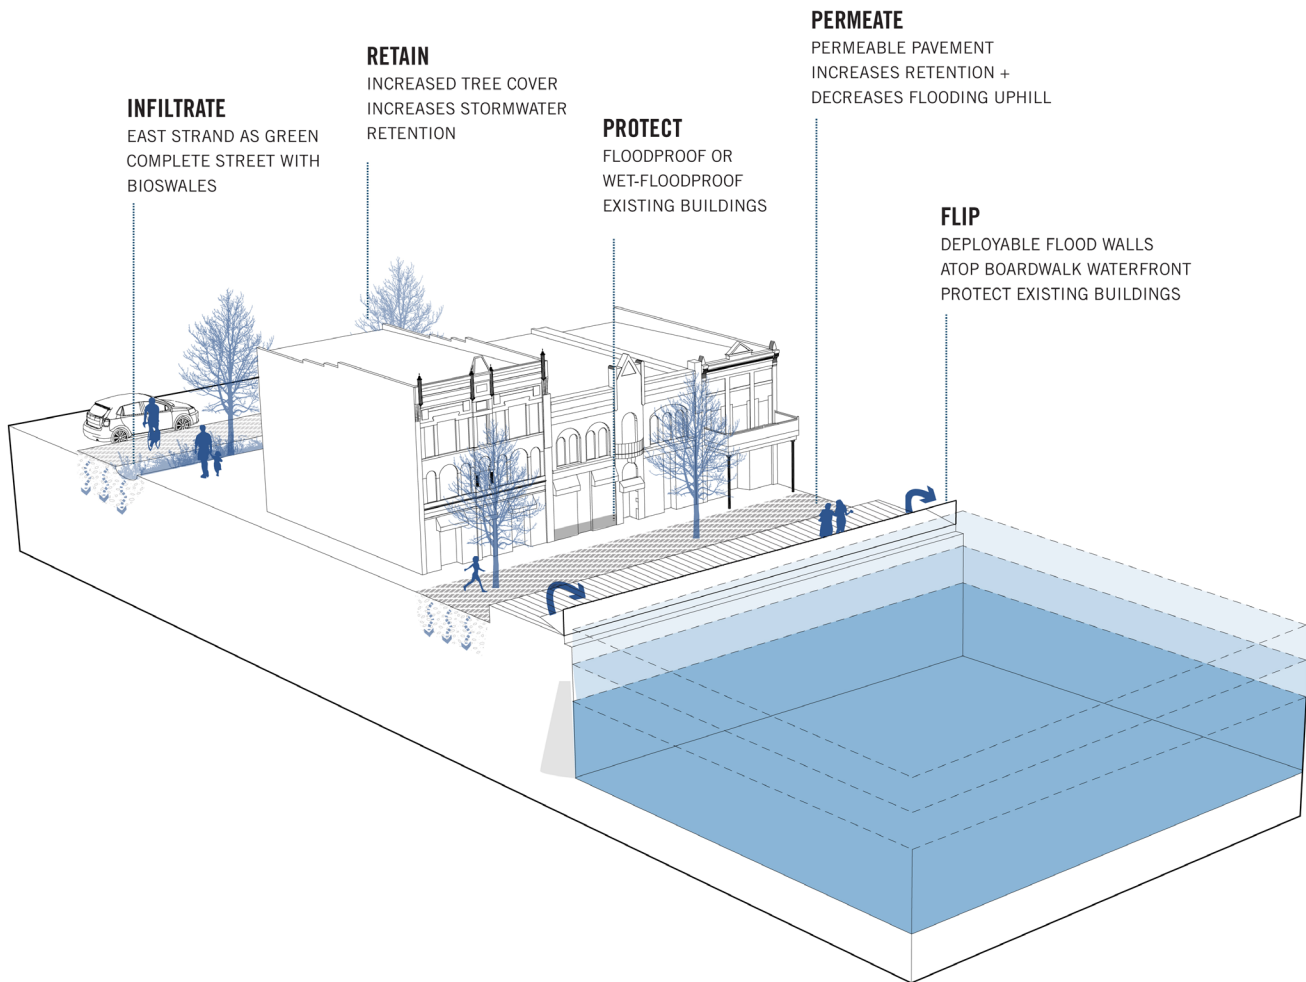 INFILTRATE
EAST STRAND AS GREEN
COMPLETE STREET WITH
BIOSWALES
RETAIN
INCREASED TREE COVER
INCREASES STORMWATER
RETENTION
PROTECT
FLOODPROOF OR
WET-FLOODPROOF
EXISTING BUILDINGS
PERMEATE
PERMEABLE PAVEMENT
INCREASES RETENTION +
DECREASES FLOODING UPHILL
FLIP
DEPLOYABLE FLOOD WALLS
ATOP BOARDWALK WATERFRONT
PROTECT EXISTING BUILDINGS